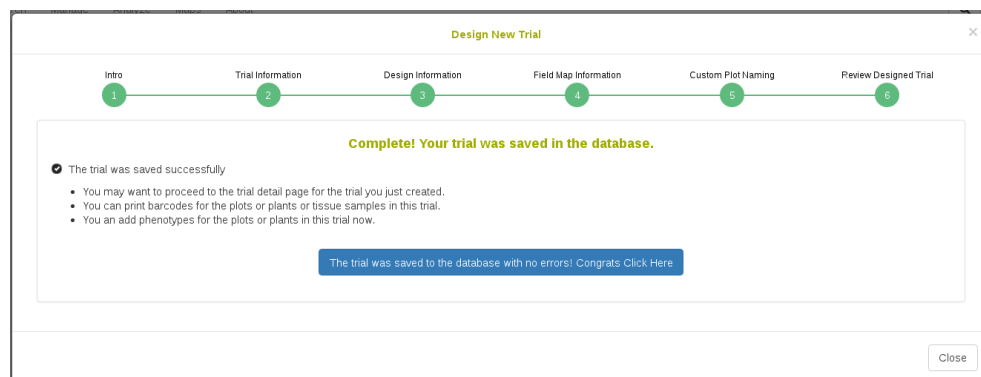 Manage Analyze Maps About
Design New Trial
×
Intro Trial Information Design Information Field Map Information Custom Plot Naming Review Designed Trial
1 2 3 4 5 6
Complete! Your trial was saved in the database.
The trial was saved successfully
You may want to proceed to the trial detail page for the trial you just created.
You can print barcodes for the plots or plants or tissue samples in this trial.
You an add phenotypes for the plots or plants in this trial now.
The trial was saved to the database with no errors! Congrats Click Here
Close